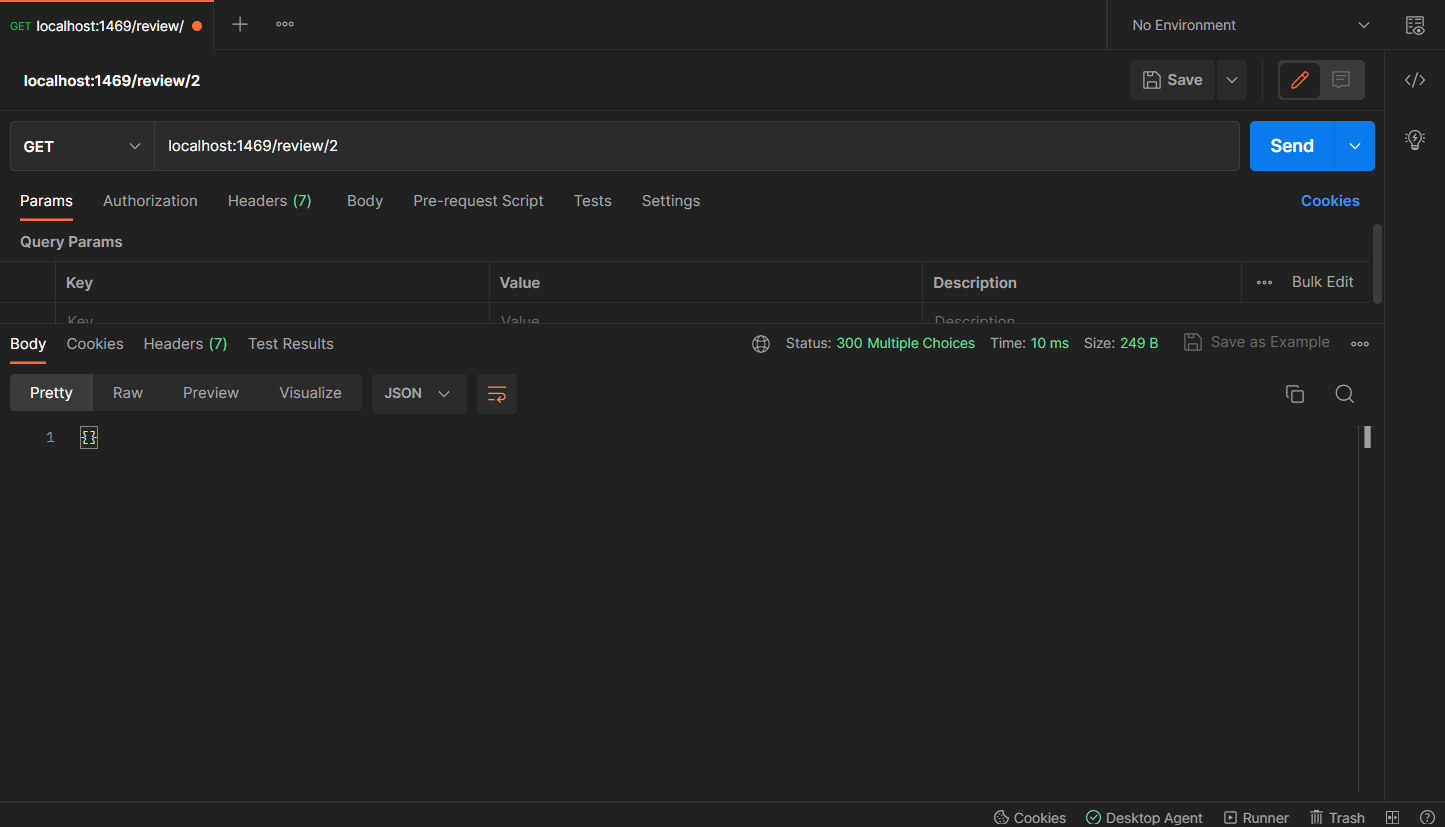 GET localhost:1469/review/
No Environment
localhost:1469/review/2
Save
GET localhost:1469/review/2 Send
Params Authorization Headers (7) Body Pre-request Script Tests Settings Cookies
Query Params
Key Value Description Bulk Edit
Key Value Description
Body Cookies Headers (7) Test Results Status: 300 Multiple Choices Time: 10 ms Size: 249 B Save as Example
Pretty Raw Preview Visualize JSON
1 {}
Cookies Desktop Agent Runner Trash